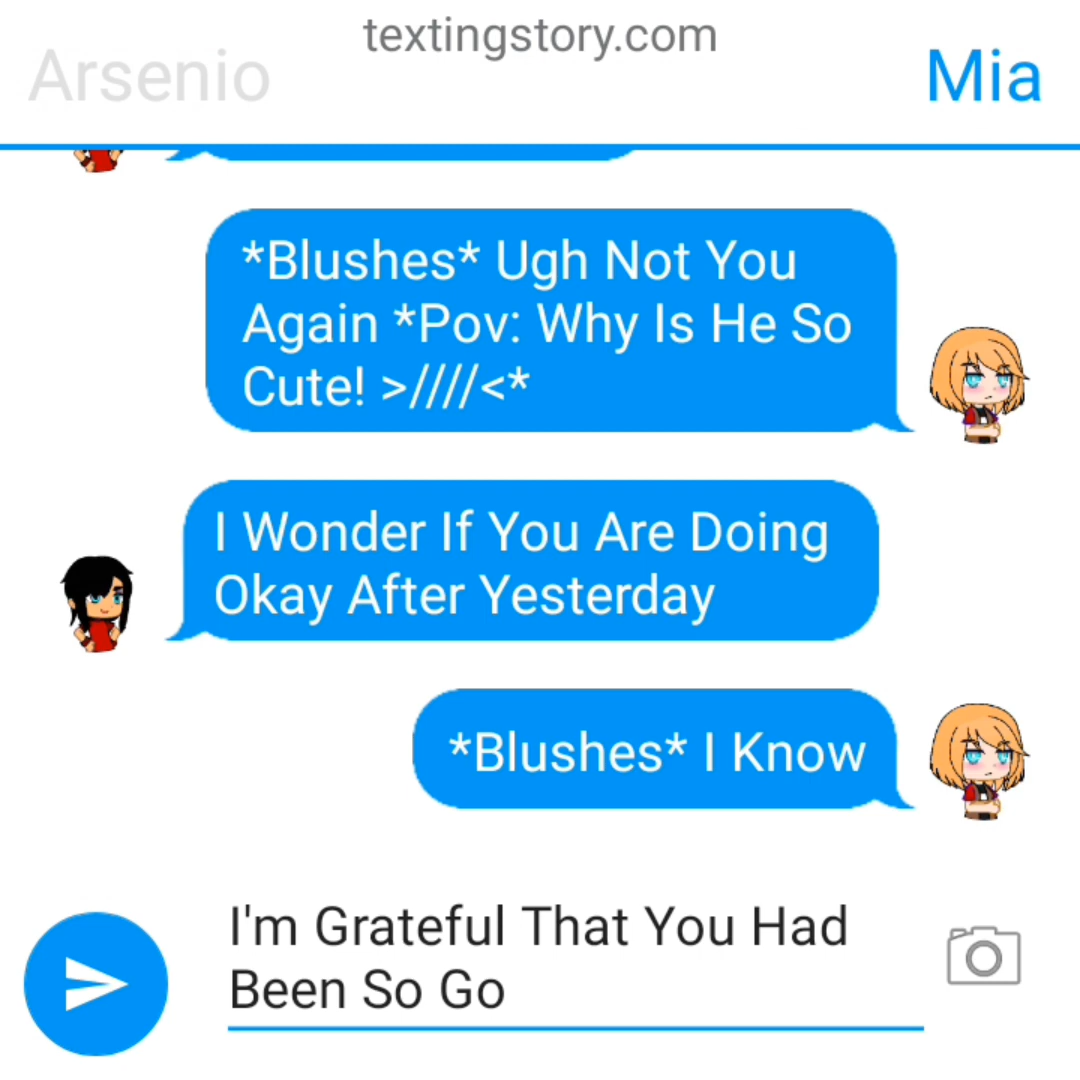 textingstory.com
Arsenio
Mia
*Blushes* Ugh Not You
Again *Pov: Why Is He So
Cute! >////<*
I Wonder If You Are Doing
Okay After Yesterday
*Blushes* I Know
I'm Grateful That You Had
Been So Go